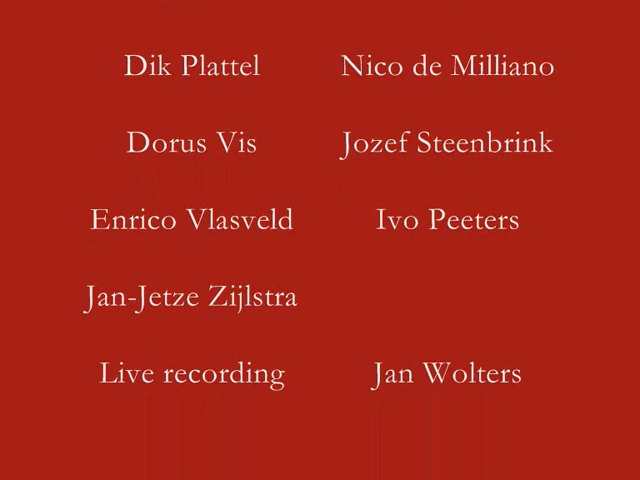 Dik Plattel Nico de Milliano
Dorus Vis Jozef Steenbrink
Enrico Vlasveld Ivo Peeters
Jan-Jetze Zijlstra
Live recording Jan Wolters